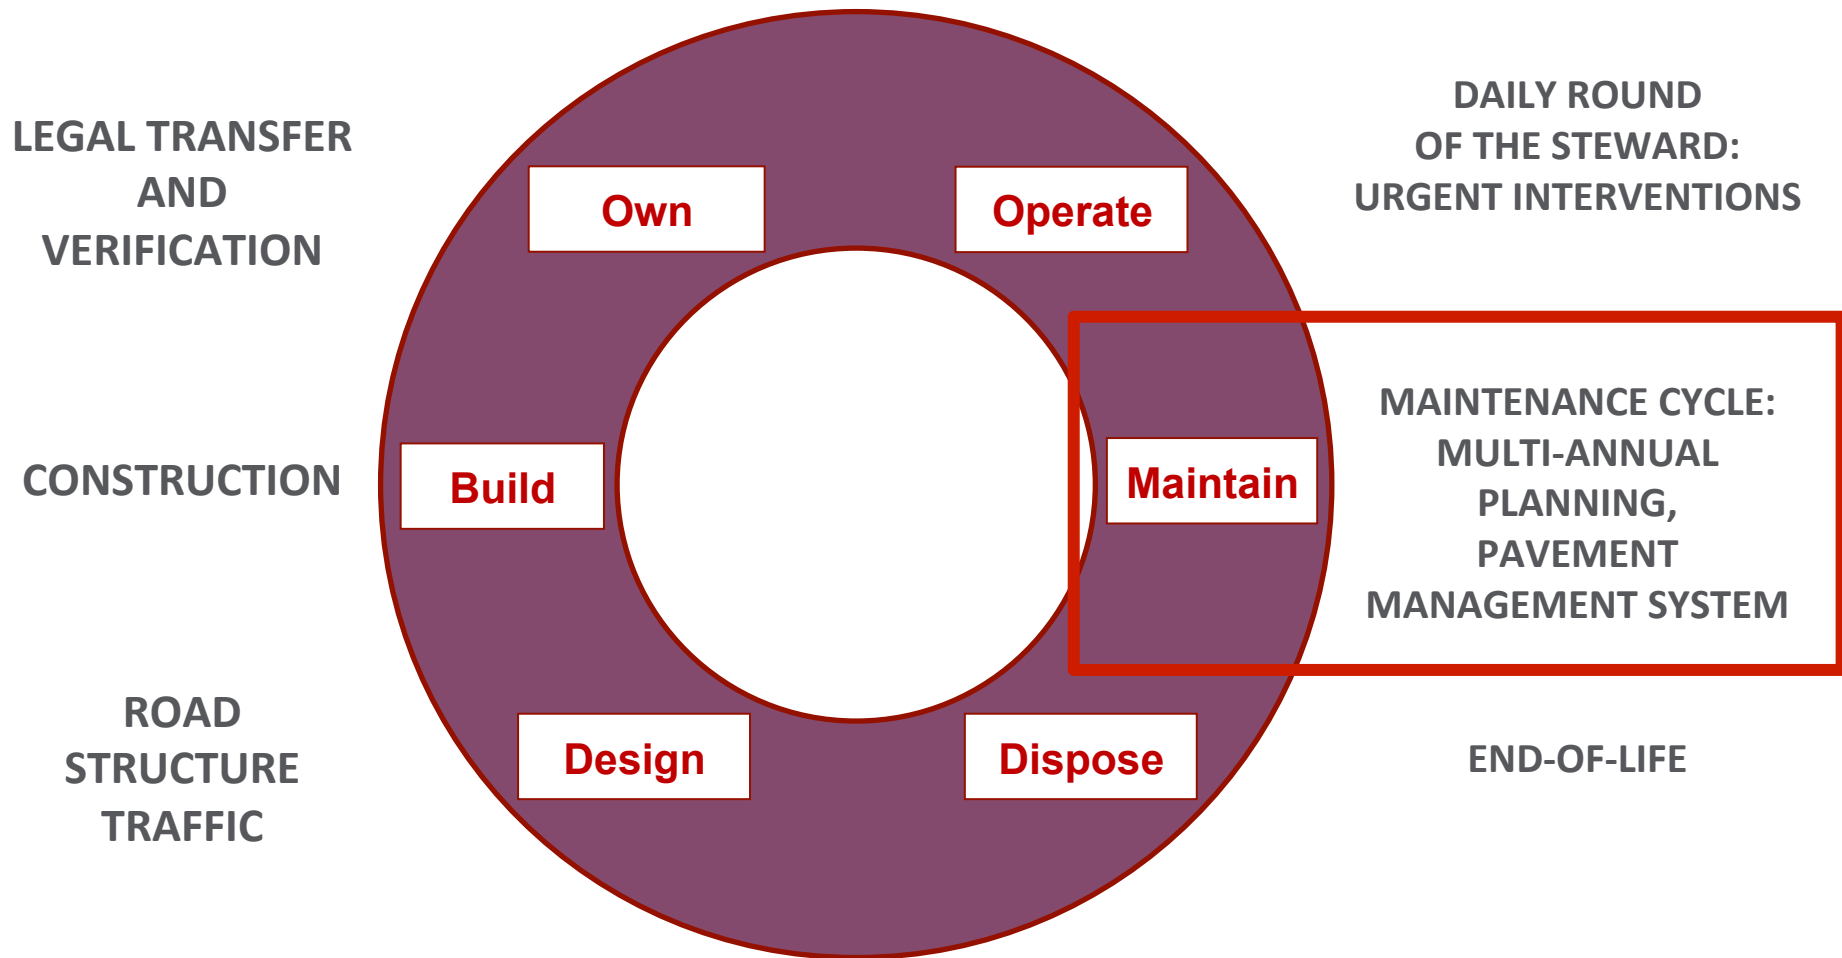 LEGAL TRANSFER
AND
VERIFICATION
Own
Operate
DAILY ROUND
OF THE STEWARD:
URGENT INTERVENTIONS
CONSTRUCTION
Build
Maintain
MAINTENANCE CYCLE:
MULTI-ANNUAL
PLANNING,
PAVEMENT
MANAGEMENT SYSTEM
ROAD
STRUCTURE
TRAFFIC
Design
Dispose
END-OF-LIFE